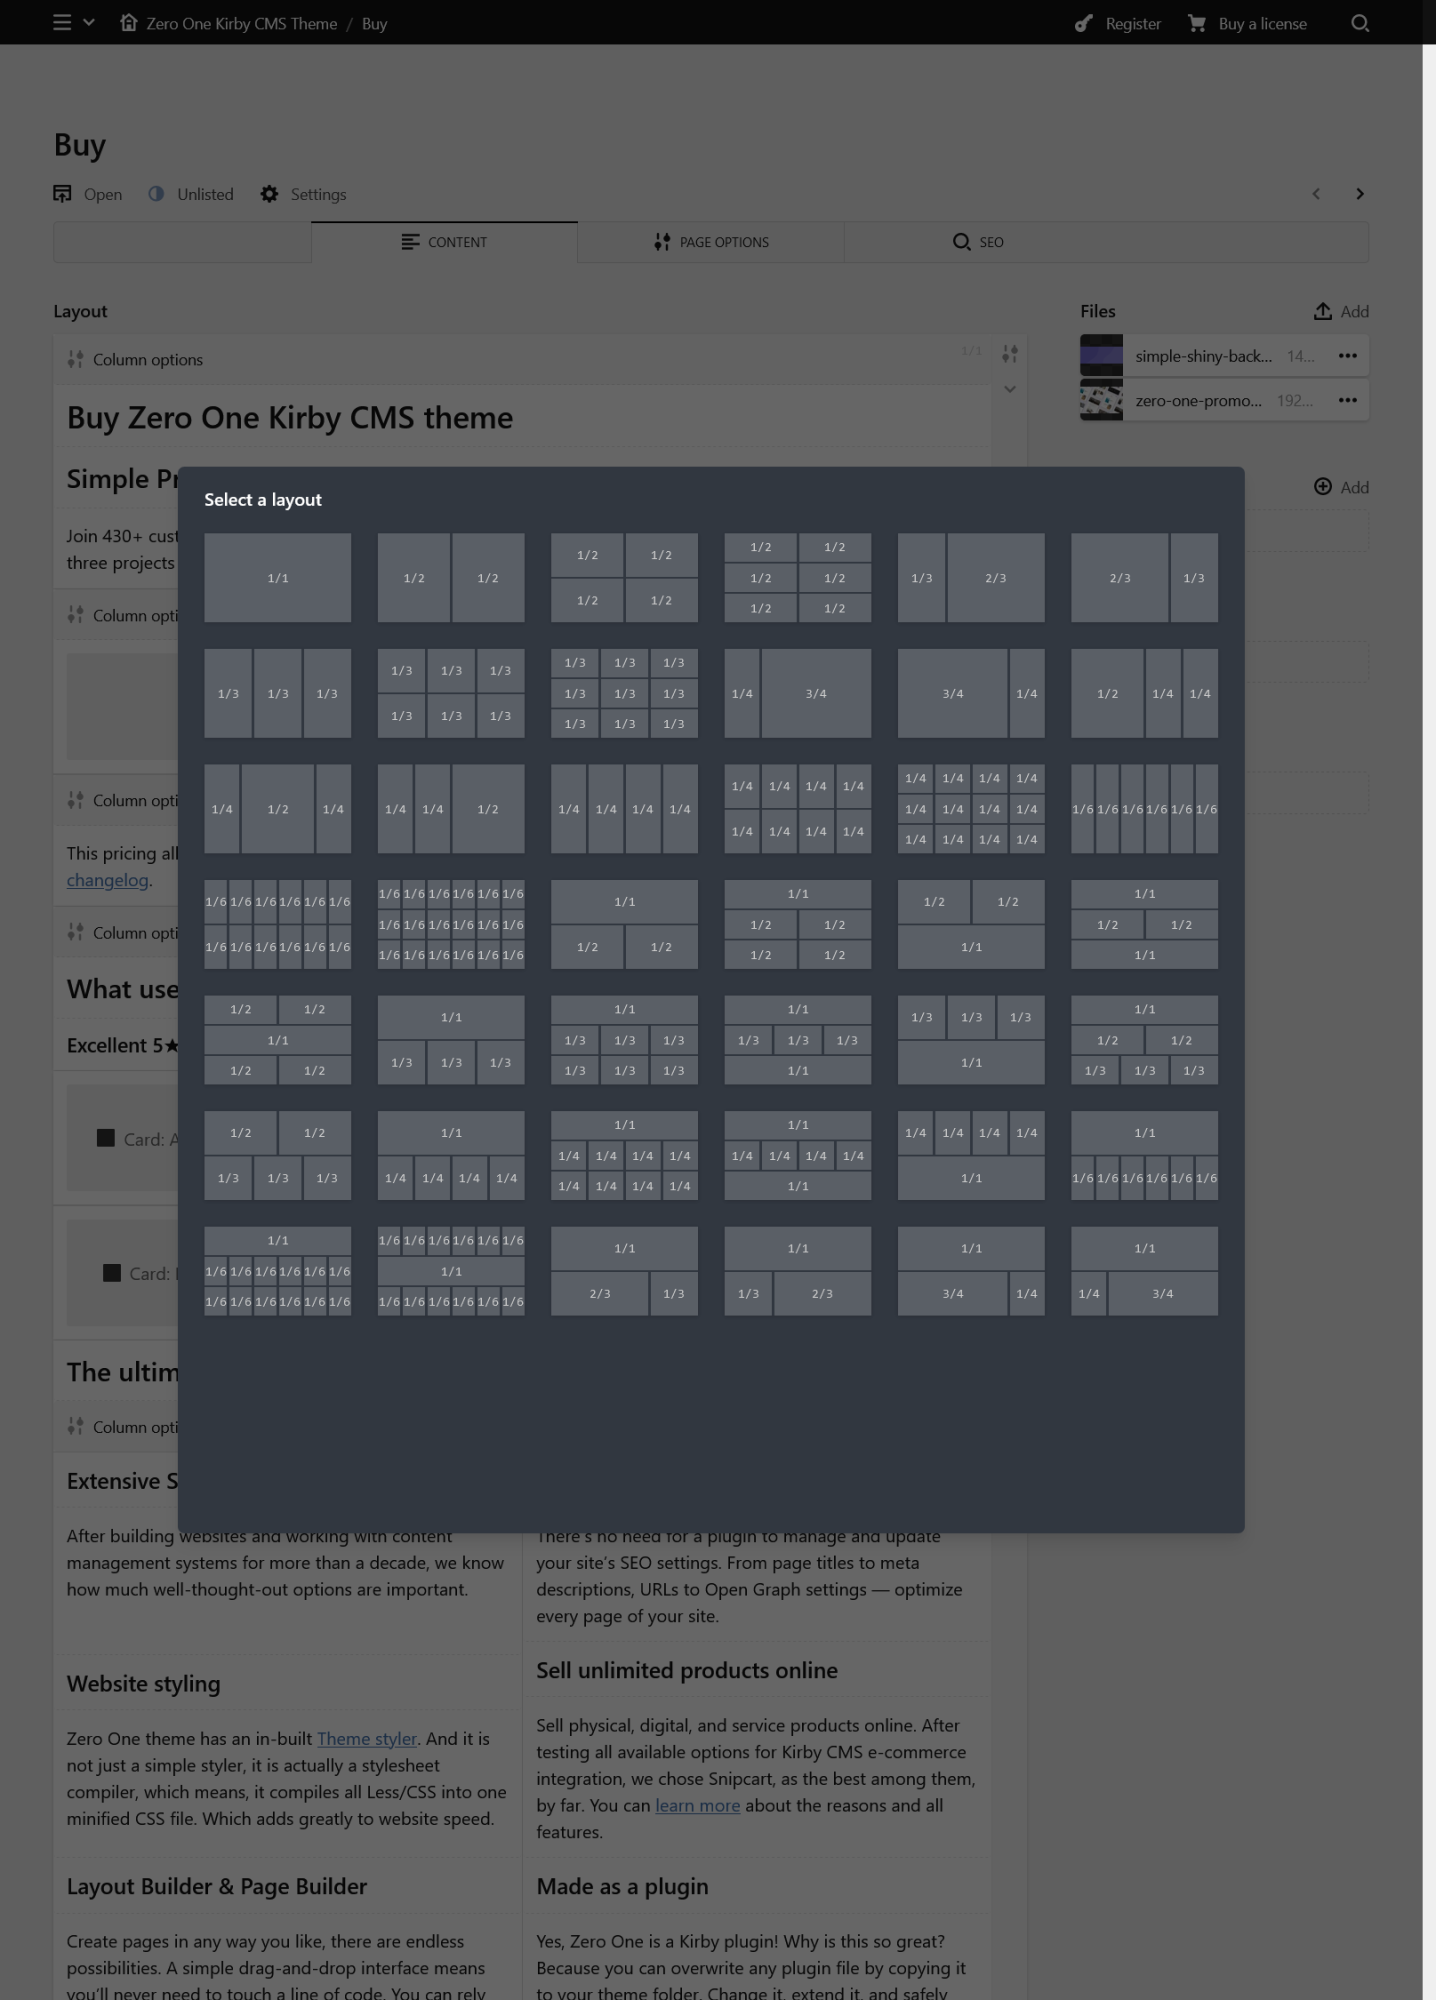 Zero One Kirby CMS Theme / Buy
Register
Buy a license
Buy
Open
Unlisted
Settings
CONTENT
PAGE OPTIONS
SEO
Layout
Files
Add
Column options
1/1
simple-shiny-back... 14...
zero-one-promo... 192...
Buy Zero One Kirby CMS theme
Simple Pr
Add
Join 430+ cust
three projects
Column opti
Column opti
This pricing all
changelog.
Column opti
What use
Excellent 5★
Card: A
Card:
The ultim
Column opti
Extensive S
Select a layout
1/1
1/2 1/2
1/2 1/2
1/2 1/2
1/2 1/2
1/2 1/2
1/2 1/2
1/3 2/3
2/3 1/3
1/3 1/3 1/3
1/3 1/3 1/3
1/3 1/3 1/3
1/3 1/3 1/3
1/3 1/3 1/3
1/3 1/3 1/3
1/4 3/4
3/4 1/4
1/2 1/4 1/4
1/4 1/2 1/4
1/4 1/4 1/2
1/4 1/4 1/4 1/4
1/4 1/4 1/4 1/4
1/4 1/4 1/4 1/4
1/4 1/4 1/4 1/4
1/4 1/4 1/4 1/4
1/4 1/4 1/4 1/4
1/6 1/6 1/6 1/6 1/6 1/6
1/6 1/6 1/6 1/6 1/6 1/6
1/6 1/6 1/6 1/6 1/6 1/6
1/6 1/6 1/6 1/6 1/6 1/6
1/6 1/6 1/6 1/6 1/6 1/6
1/6 1/6 1/6 1/6 1/6 1/6
1/1
1/2 1/2
1/1
1/2 1/2
1/2 1/2
1/2 1/2
1/1
1/1
1/2 1/2
1/1
1/2 1/2
1/1
1/2 1/2
1/1
1/3 1/3 1/3
1/1
1/3 1/3 1/3
1/3 1/3 1/3
1/1
1/3 1/3 1/3
1/1
1/3 1/3 1/3
1/1
1/1
1/2 1/2
1/3 1/3 1/3
1/2 1/2
1/3 1/3 1/3
1/1
1/4 1/4 1/4 1/4
1/1
1/4 1/4 1/4 1/4
1/4 1/4 1/4 1/4
1/1
1/4 1/4 1/4 1/4
1/1
1/4 1/4 1/4 1/4
1/1
1/1
1/6 1/6 1/6 1/6 1/6 1/6
1/1
1/6 1/6 1/6 1/6 1/6 1/6
1/6 1/6 1/6 1/6 1/6 1/6
1/6 1/6 1/6 1/6 1/6 1/6
1/1
1/6 1/6 1/6 1/6 1/6 1/6
1/1
2/3 1/3
1/1
1/3 2/3
1/1
3/4 1/4
1/1
1/4 3/4
After building websites and working with content
management systems for more than a decade, we know
how much well-thought-out options are important.
There's no need for a plugin to manage and update
your site's SEO settings. From page titles to meta
descriptions, URLs to Open Graph settings — optimize
every page of your site.
Website styling
Zero One theme has an in-built Theme styler. And it is
not just a simple styler, it is actually a stylesheet
compiler, which means, it compiles all Less/CSS into one
minified CSS file. Which adds greatly to website speed.
Sell unlimited products online
Sell physical, digital, and service products online. After
testing all available options for Kirby CMS e-commerce
integration, we chose Snipcart, as the best among them,
by far. You can learn more about the reasons and all
features.
Layout Builder & Page Builder
Create pages in any way you like, there are endless
possibilities. A simple drag-and-drop interface means
you'll never need to touch a line of code. You can rely
Made as a plugin
Yes, Zero One is a Kirby plugin! Why is this so great?
Because you can overwrite any plugin file by copying it
to your theme folder. Change it, extend it, and safely